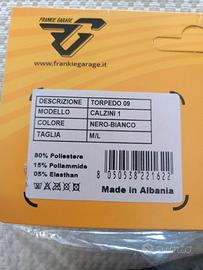 FRANKIE GARAGE
www.frankiegarage.it
DESCRIZIONE TORPEDO 09
MODELLO CALZINI 1
COLORE NERO-BIANCO
TAGLIA M/L
80% Poliestere
15% Poliammide
05% Elasthan
8 050538 221622
Made in Albania
subito